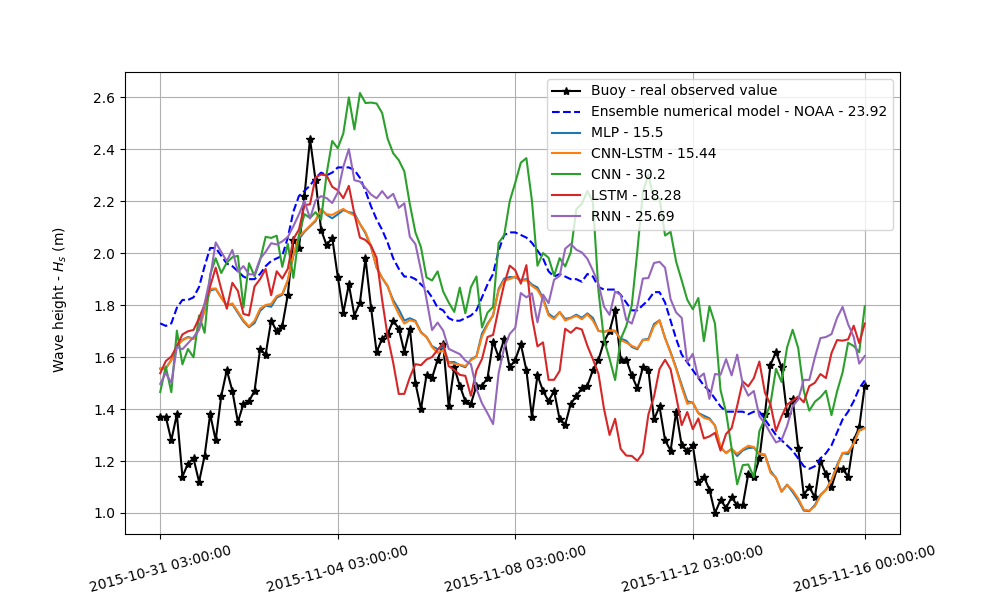 Buoy - real observed value
Ensemble numerical model - NOAA - 23.92
MLP - 15.5
CNN-LSTM - 15.44
CNN - 30.2
LSTM - 18.28
RNN - 25.69
Wave height - Hs (m)
2.6
2.4
2.2
2.0
1.8
1.6
1.4
1.2
1.0
2015-10-31 03:00:00
2015-11-04 03:00:00
2015-11-08 03:00:00
2015-11-12 03:00:00
2015-11-16 00:00:00